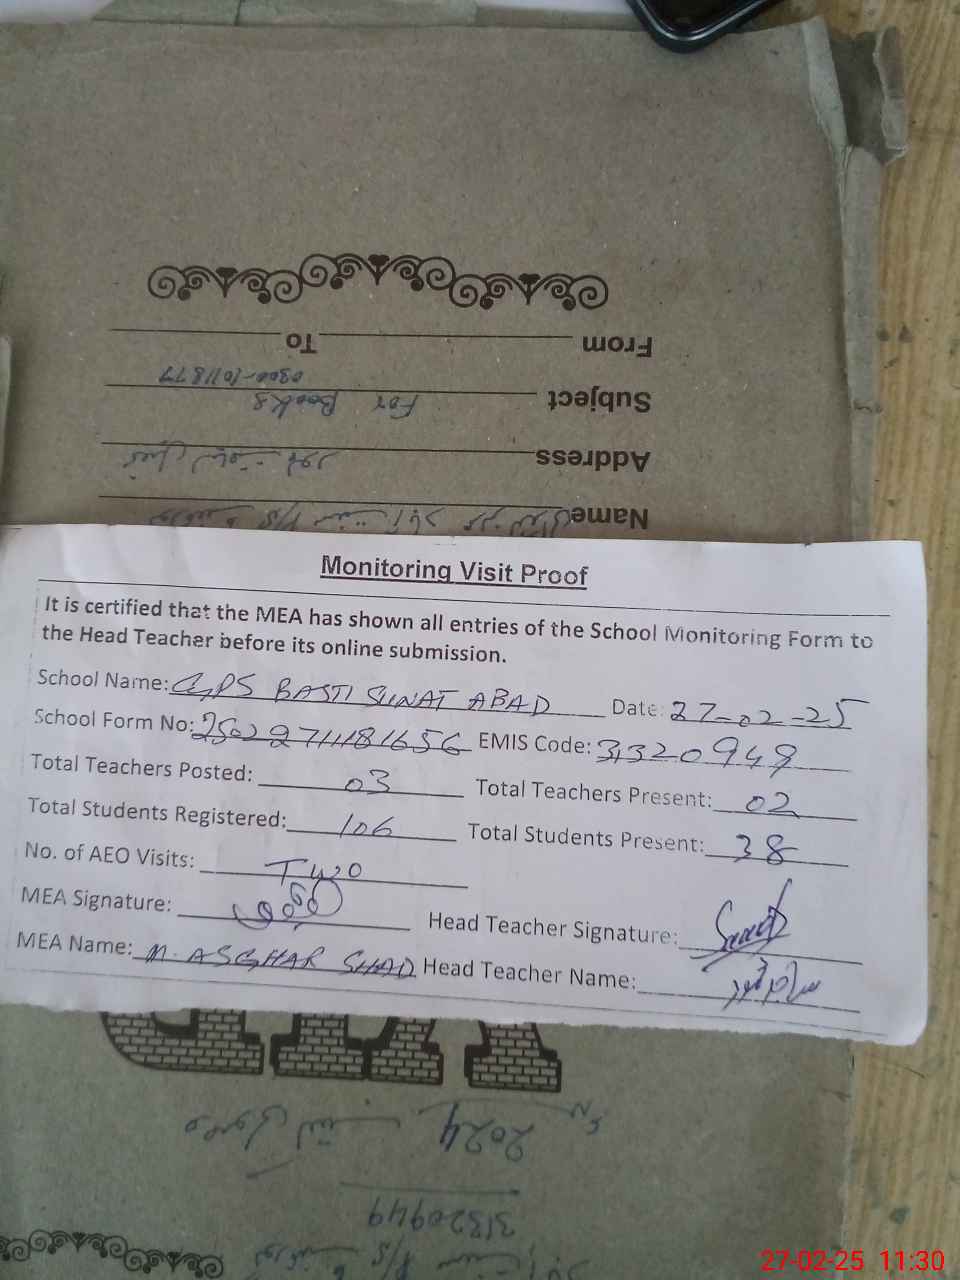 From To
Subject For Books
0300-1011877
Address
Name
Monitoring Visit Proof
It is certified that the MEA has shown all entries of the School Monitoring Form to
the Head Teacher before its online submission.
School Name: GPS BASTI SUNAT ABAD Date: 27-02-25
School Form No: 250227111181656 EMIS Code: 31320949
Total Teachers Posted: 03 Total Teachers Present: 02
Total Students Registered: 106 Total Students Present: 38
No. of AEO Visits: Two
MEA Signature: Head Teacher Signature:
MEA Name: M. ASGHAR SHAD Head Teacher Name:
2024
31320949
27-02-25 11:30